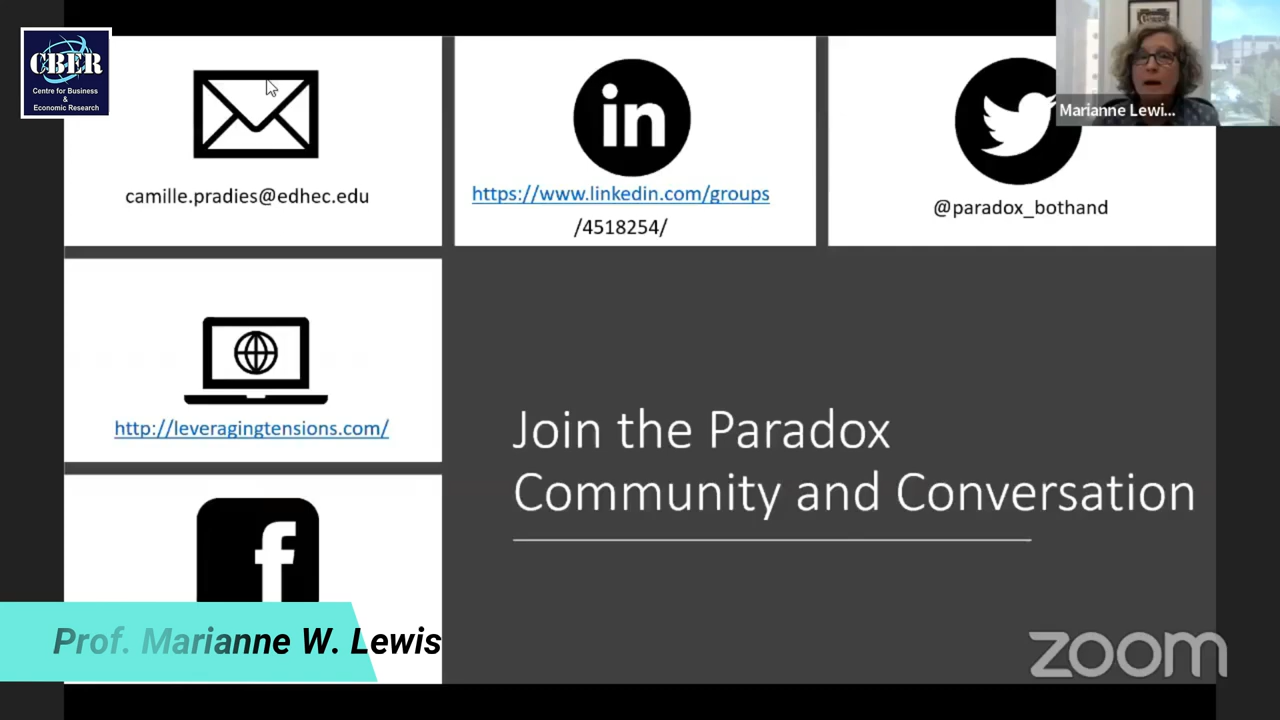 CBER
Centre for Business
&
Economic Research
Marianne Lewi...
camille.pradies@edhec.edu
in
https://www.linkedin.com/groups
/4518254/
@paradox_bothand
http://leveragingtensions.com/
f
Join the Paradox
Community and Conversation
Prof. Marianne W. Lewis
zoom